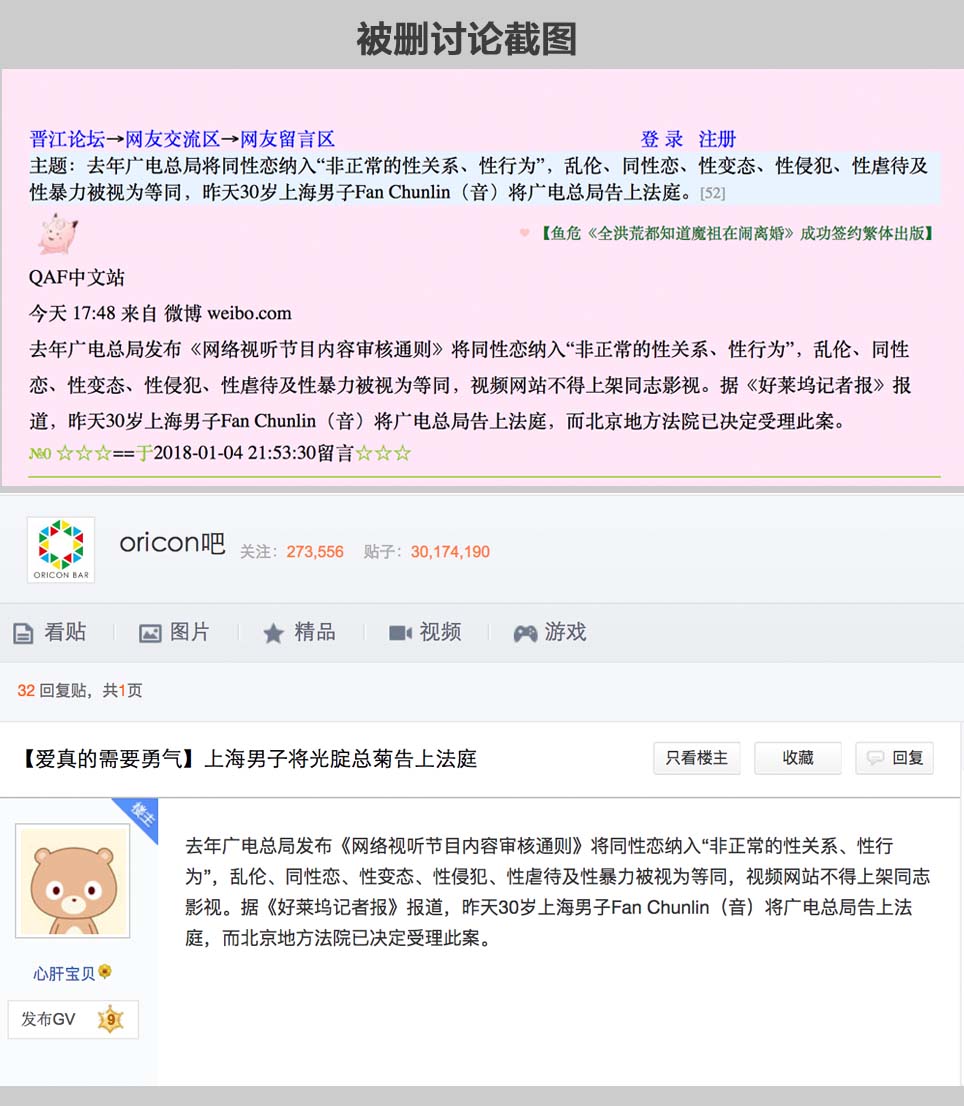 被删讨论截图
晋江论坛→网友交流区→网友留言区 登 录 注册
主题：去年广电总局将同性恋纳入“非正常的性关系、性行为”，乱伦、同性恋、性变态、性侵犯、性虐待及
性暴力被视为等同，昨天30岁上海男子Fan Chunlin（音）将广电总局告上法庭。[52]
【鱼危《全洪荒都知道魔祖在闹离婚》成功签约繁体出版】
QAF中文站
今天 17:48 来自 微博 weibo.com
去年广电总局发布《网络视听节目内容审核通则》将同性恋纳入“非正常的性关系、性行为”，乱伦、同性
恋、性变态、性侵犯、性虐待及性暴力被视为等同，视频网站不得上架同志影视。据《好莱坞记者报》报
道，昨天30岁上海男子Fan Chunlin（音）将广电总局告上法庭，而北京地方法院已决定受理此案。
№0 ☆☆☆==于2018-01-04 21:53:30留言☆☆☆
ORICON BAR
oricon吧 关注：273,556 贴子：30,174,190
看贴 图片 精品 视频 游戏
32 回复贴，共1页
【爱真的需要勇气】上海男子将光腚总菊告上法庭 只看楼主 收藏 回复
楼主
去年广电总局发布《网络视听节目内容审核通则》将同性恋纳入“非正常的性关系、性行
为”，乱伦、同性恋、性变态、性侵犯、性虐待及性暴力被视为等同，视频网站不得上架同志
影视。据《好莱坞记者报》报道，昨天30岁上海男子Fan Chunlin（音）将广电总局告上法
庭，而北京地方法院已决定受理此案。
心肝宝贝
发布GV 9